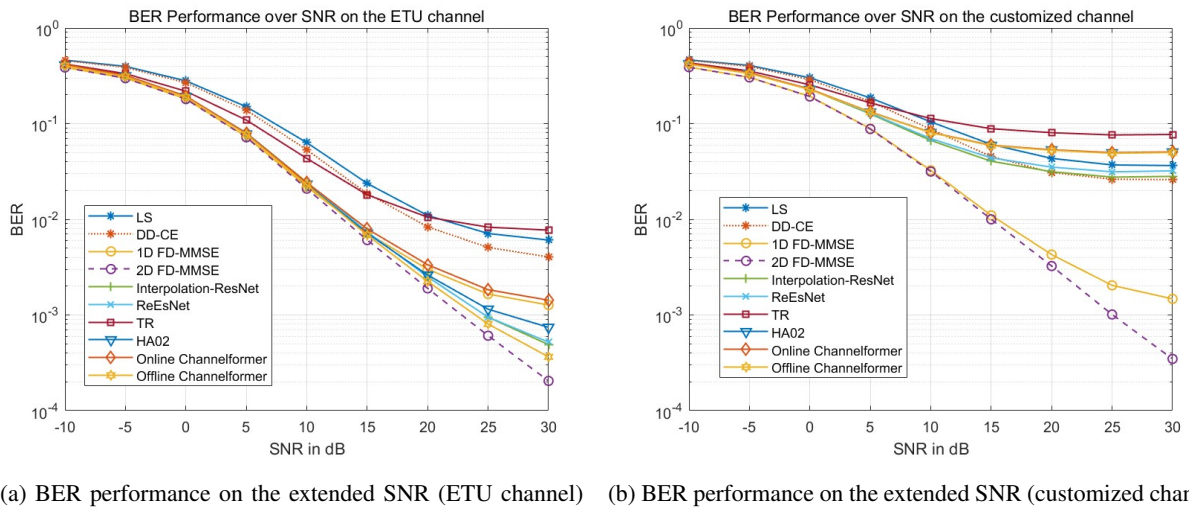 BER Performance over SNR on the ETU channel
10^0
10^-1
10^-2
10^-3
10^-4
BER
LS
DD-CE
1D FD-MMSE
2D FD-MMSE
Interpolation-ResNet
ReEsNet
TR
HA02
Online Channelformer
Offline Channelformer
-10 -5 0 5 10 15 20 25 30
SNR in dB
(a) BER performance on the extended SNR (ETU channel)
BER Performance over SNR on the customized channel
10^0
10^-1
10^-2
10^-3
10^-4
BER
LS
DD-CE
1D FD-MMSE
2D FD-MMSE
Interpolation-ResNet
ReEsNet
TR
HA02
Online Channelformer
Offline Channelformer
-10 -5 0 5 10 15 20 25 30
SNR in dB
(b) BER performance on the extended SNR (customized chan